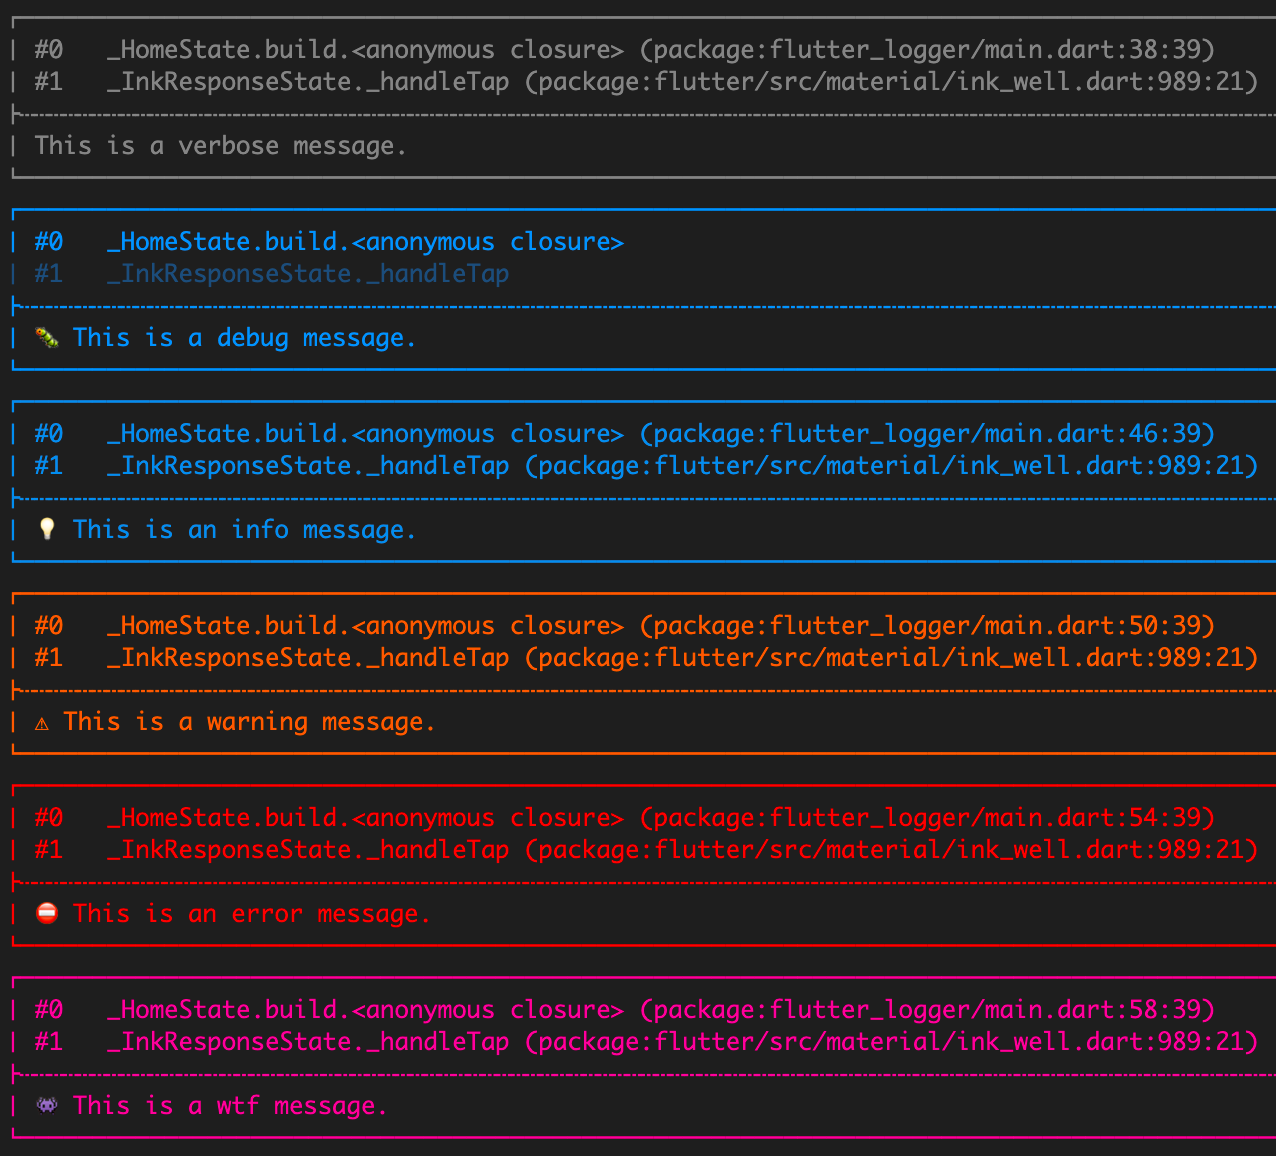 #0   _HomeState.build.<anonymous closure> (package:flutter_logger/main.dart:38:39)
#1   _InkResponseState._handleTap (package:flutter/src/material/ink_well.dart:989:21)
This is a verbose message.
#0   _HomeState.build.<anonymous closure>
#1   _InkResponseState._handleTap
🐛 This is a debug message.
#0   _HomeState.build.<anonymous closure> (package:flutter_logger/main.dart:46:39)
#1   _InkResponseState._handleTap (package:flutter/src/material/ink_well.dart:989:21)
💡 This is an info message.
#0   _HomeState.build.<anonymous closure> (package:flutter_logger/main.dart:50:39)
#1   _InkResponseState._handleTap (package:flutter/src/material/ink_well.dart:989:21)
⚠ This is a warning message.
#0   _HomeState.build.<anonymous closure> (package:flutter_logger/main.dart:54:39)
#1   _InkResponseState._handleTap (package:flutter/src/material/ink_well.dart:989:21)
⛔ This is an error message.
#0   _HomeState.build.<anonymous closure> (package:flutter_logger/main.dart:58:39)
#1   _InkResponseState._handleTap (package:flutter/src/material/ink_well.dart:989:21)
👾 This is a wtf message.